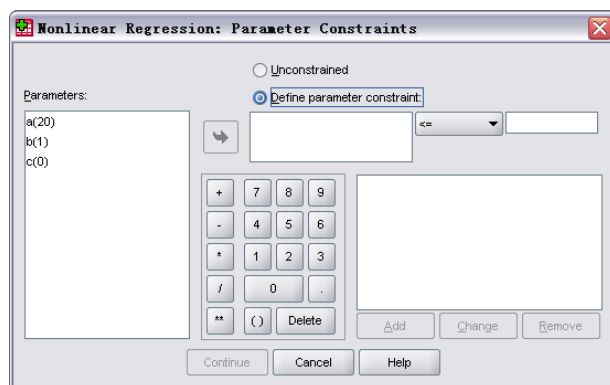 Nonlinear Regression: Parameter Constraints
Unconstrained
Parameters:
Define parameter constraint:
a(20)
b(1)
c(0)
<=
+ 7 8 9
- 4 5 6
* 1 2 3
/ 0 .
** ( ) Delete
Add Change Remove
Continue Cancel Help